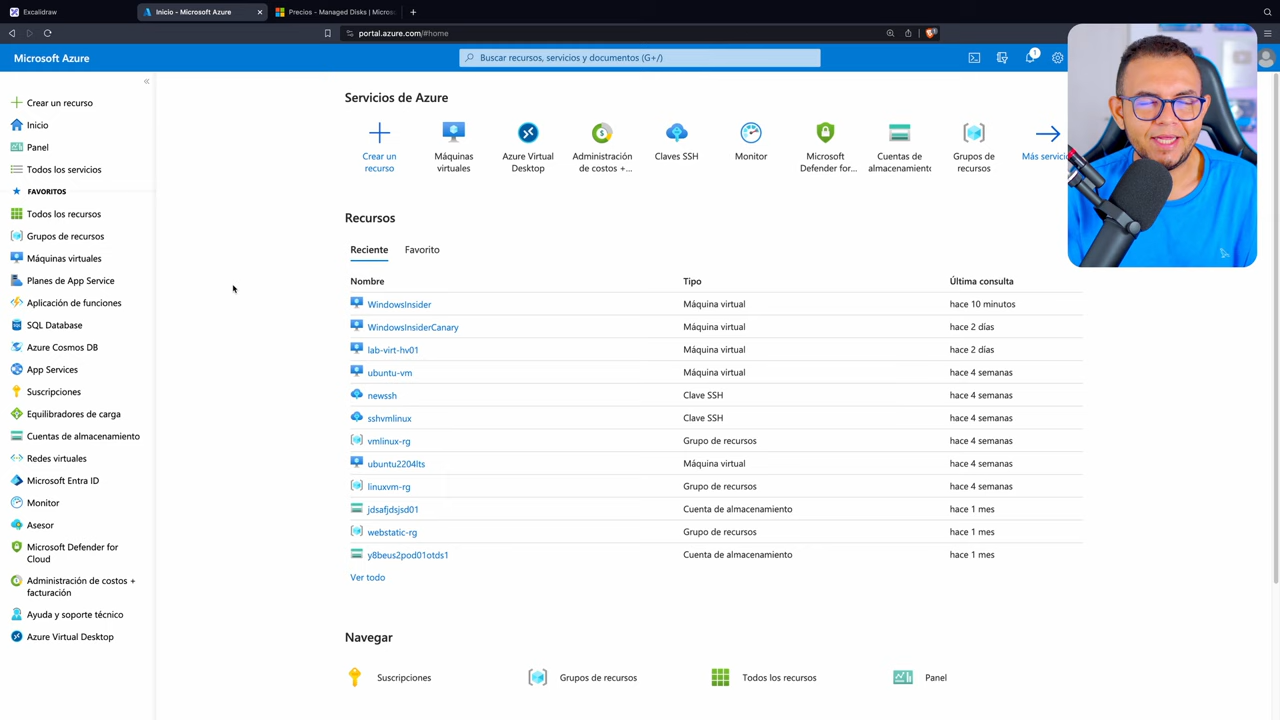 Excalidraw
Inicio - Microsoft Azure
Precios - Managed Disks | Micros
portal.azure.com/#home
Microsoft Azure
Buscar recursos, servicios y documentos (G+/)
1
Crear un recurso
Inicio
Panel
Todos los servicios
FAVORITOS
Todos los recursos
Grupos de recursos
Máquinas virtuales
Planes de App Service
Aplicación de funciones
SQL Database
Azure Cosmos DB
App Services
Suscripciones
Equilibradores de carga
Cuentas de almacenamiento
Redes virtuales
Microsoft Entra ID
Monitor
Asesor
Microsoft Defender for
Cloud
Administración de costos +
facturación
Ayuda y soporte técnico
Azure Virtual Desktop
Servicios de Azure
Crear un
recurso
Máquinas
virtuales
Azure Virtual
Desktop
Administración
de costos +...
Claves SSH
Monitor
Microsoft
Defender for...
Cuentas de
almacenamiento
Grupos de
recursos
Más servicio
Recursos
Reciente Favorito
Nombre Tipo Última consulta
WindowsInsider Máquina virtual hace 10 minutos
WindowsInsiderCanary Máquina virtual hace 2 días
lab-virt-hv01 Máquina virtual hace 2 días
ubuntu-vm Máquina virtual hace 4 semanas
newssh Clave SSH hace 4 semanas
sshvmlinux Clave SSH hace 4 semanas
vmlinux-rg Grupo de recursos hace 4 semanas
ubuntu2204lts Máquina virtual hace 4 semanas
linuxvm-rg Grupo de recursos hace 4 semanas
jdsafjdsjsd01 Cuenta de almacenamiento hace 1 mes
webstatic-rg Grupo de recursos hace 1 mes
y8beus2pod01otds1 Cuenta de almacenamiento hace 1 mes
Ver todo
Navegar
Suscripciones Grupos de recursos Todos los recursos Panel